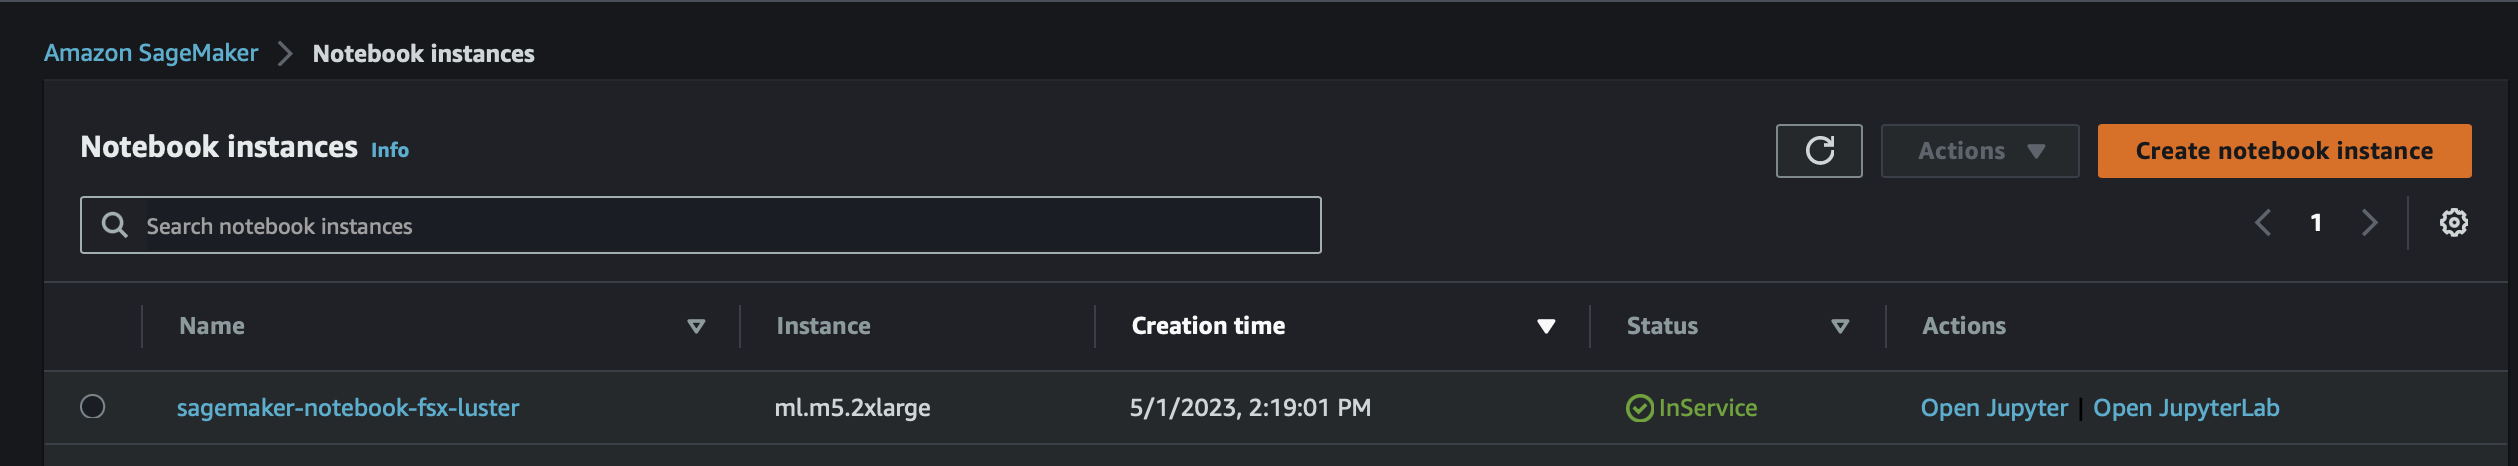 Amazon SageMaker > Notebook instances
Notebook instances Info
Actions
Create notebook instance
Search notebook instances
1
Name Instance Creation time Status Actions
sagemaker-notebook-fsx-luster ml.m5.2xlarge 5/1/2023, 2:19:01 PM InService Open Jupyter | Open JupyterLab